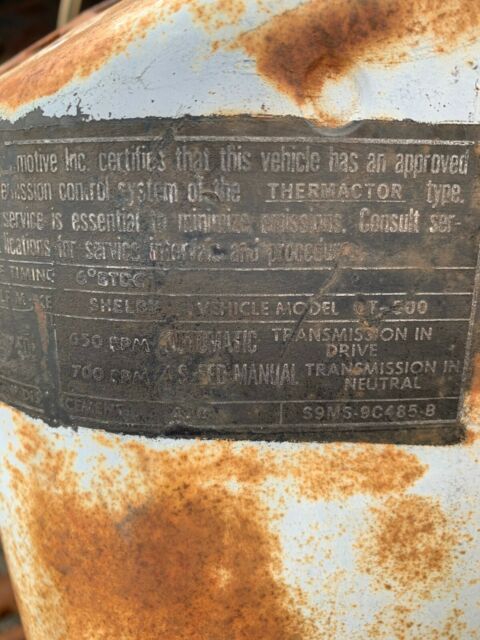 motive Inc. certifies that this vehicle has an approved
emission control system of the THERMACTOR type.
service is essential to minimize emissions. Consult ser-
ifications for service intervals and procedures.
TIMING 6° BTDC
SHELBY VEHICLE MODEL GT-500
650 RPM AUTOMATIC TRANSMISSION IN
DRIVE
700 RPM 4 SPEED MANUAL TRANSMISSION IN
NEUTRAL
S9MS-9C485-B